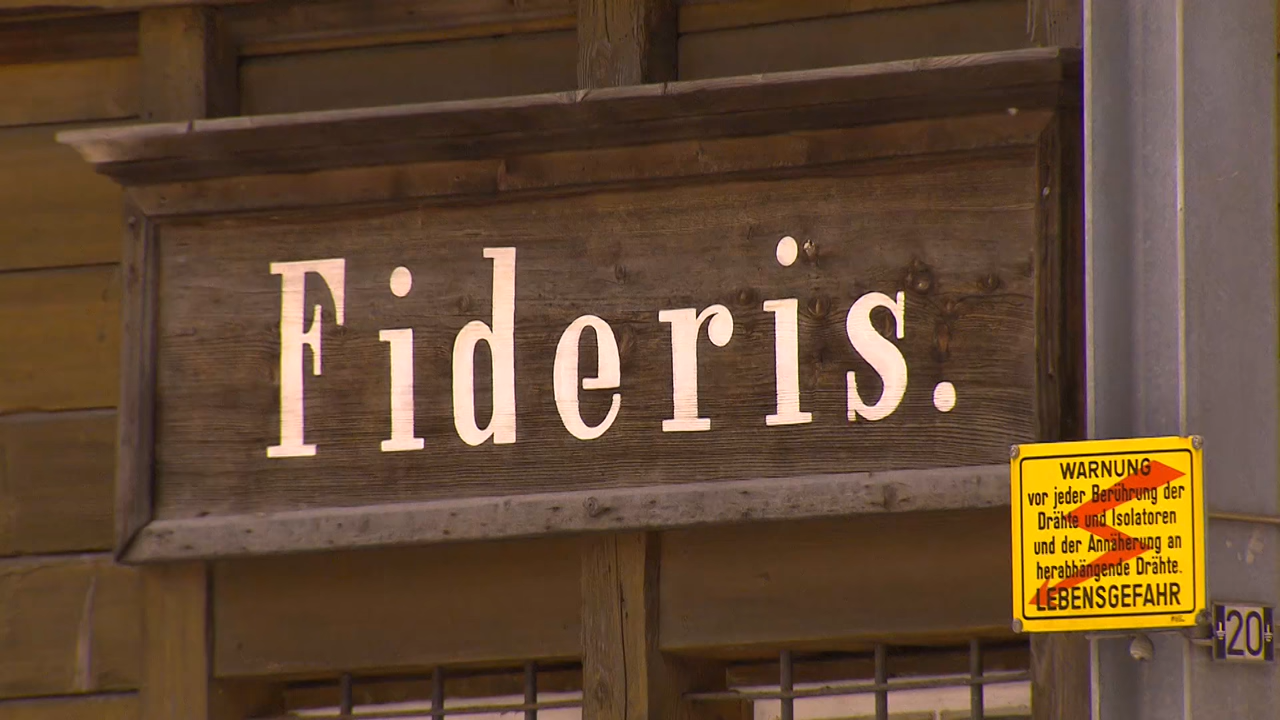 Fideris.
WARNUNG
vor jeder Berührung der
Drähte und Isolatoren
und der Annäherung an
herabhängende Drähte.
LEBENSGEFAHR
20